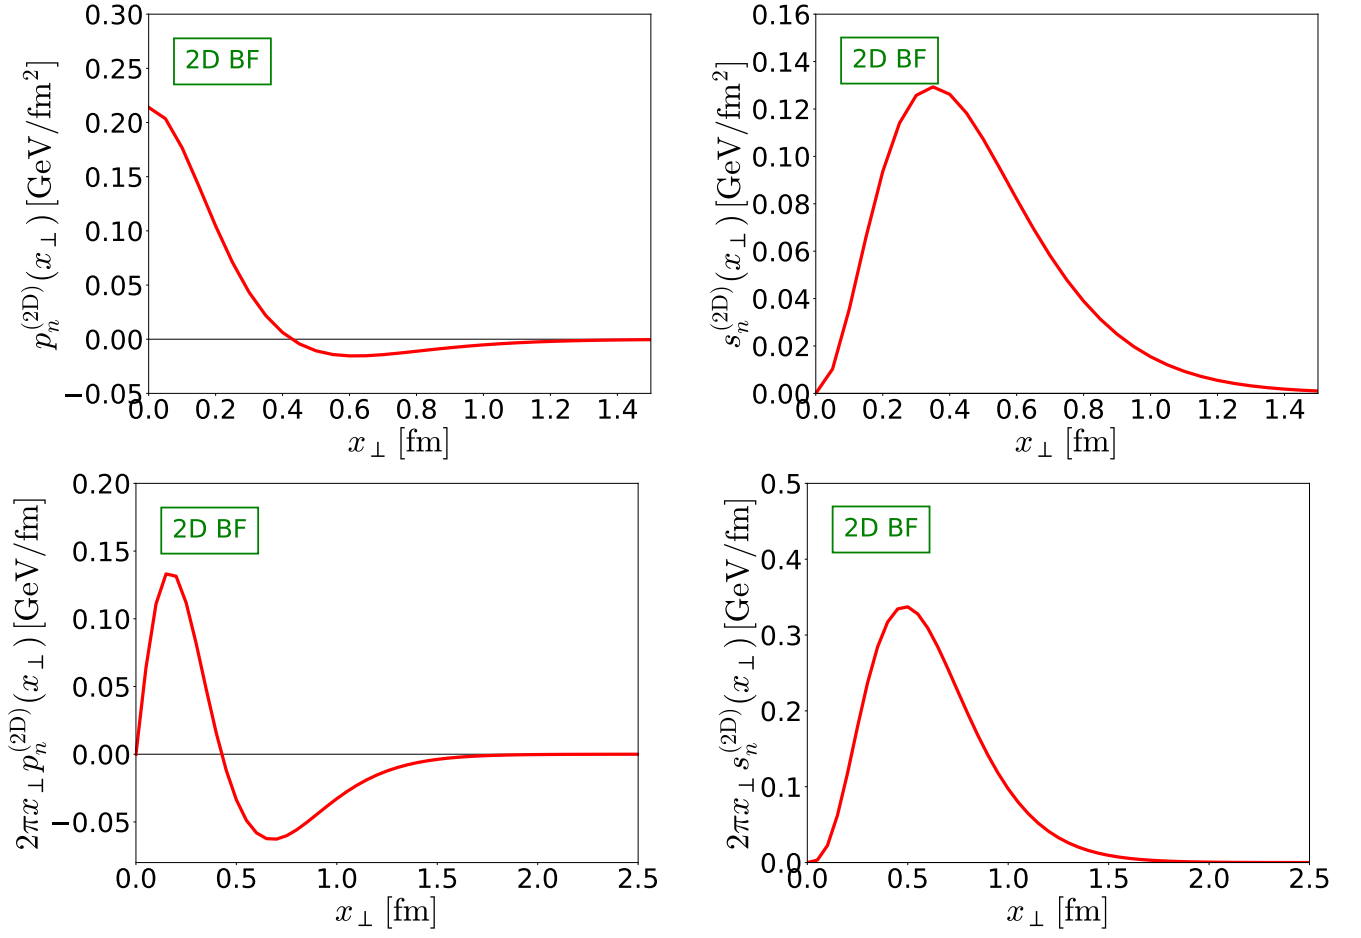 0.30
0.25
0.20
0.15
0.10
0.05
0.00
−0.05
2D BF
p_n^{(2D)}(x_⊥) [GeV/fm²]
0.0 0.2 0.4 0.6 0.8 1.0 1.2 1.4
x_⊥ [fm]
0.16
0.14
0.12
0.10
0.08
0.06
0.04
0.02
0.00
2D BF
s_n^{(2D)}(x_⊥) [GeV/fm²]
0.0 0.2 0.4 0.6 0.8 1.0 1.2 1.4
x_⊥ [fm]
0.20
0.15
0.10
0.05
0.00
−0.05
2D BF
2πx_⊥p_n^{(2D)}(x_⊥) [GeV/fm]
0.0 0.5 1.0 1.5 2.0 2.5
x_⊥ [fm]
0.5
0.4
0.3
0.2
0.1
0.0
2D BF
2πx_⊥s_n^{(2D)}(x_⊥) [GeV/fm]
0.0 0.5 1.0 1.5 2.0 2.5
x_⊥ [fm]